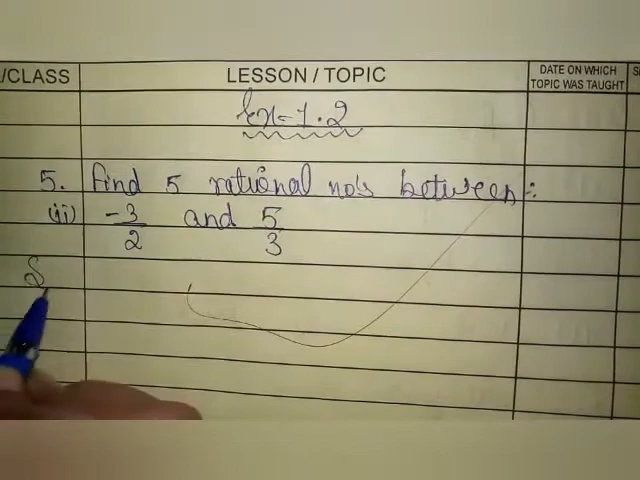 /CLASS LESSON / TOPIC DATE ON WHICH TOPIC WAS TAUGHT S
Ex-1.2
5. Find 5 rational no's between:
(ii) -3/2 and 5/3
S